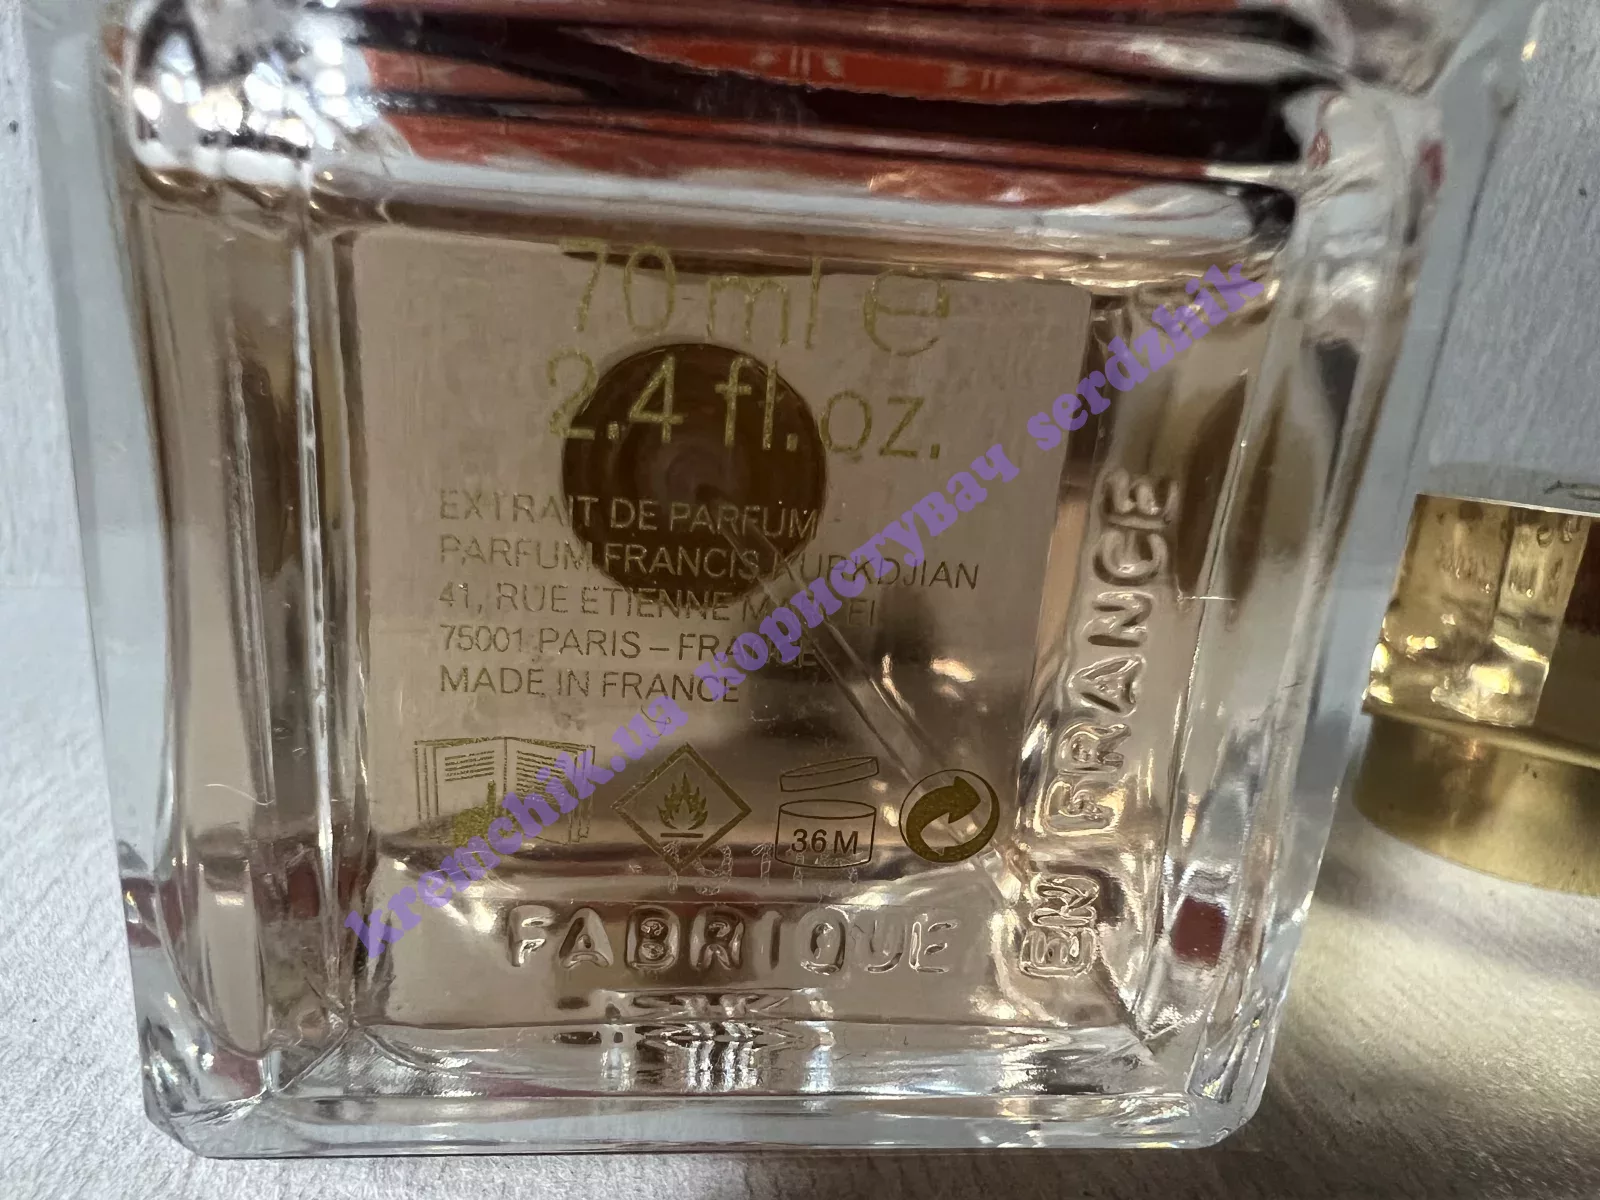 70 ml e
2.4 fl.oz.
EXTRAIT DE PARFUM -
PARFUM FRANCIS KURKDJIAN
41, RUE ETIENNE
75001 PARIS – FRANCE
MADE IN FRANCE
36 M
FABRIQUE
EN FRANCE
kremchik.ua користувач serdzhik